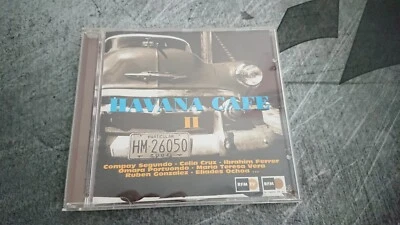 HAVANA CAFE
II
PARTICULAR
HM 26050
Compay Segundo - Celia Cruz - Ibrahim Ferrer
Omara Portuondo - Maria Teresa Vera
Ruben Gonzalez - Eliades Ochoa ...